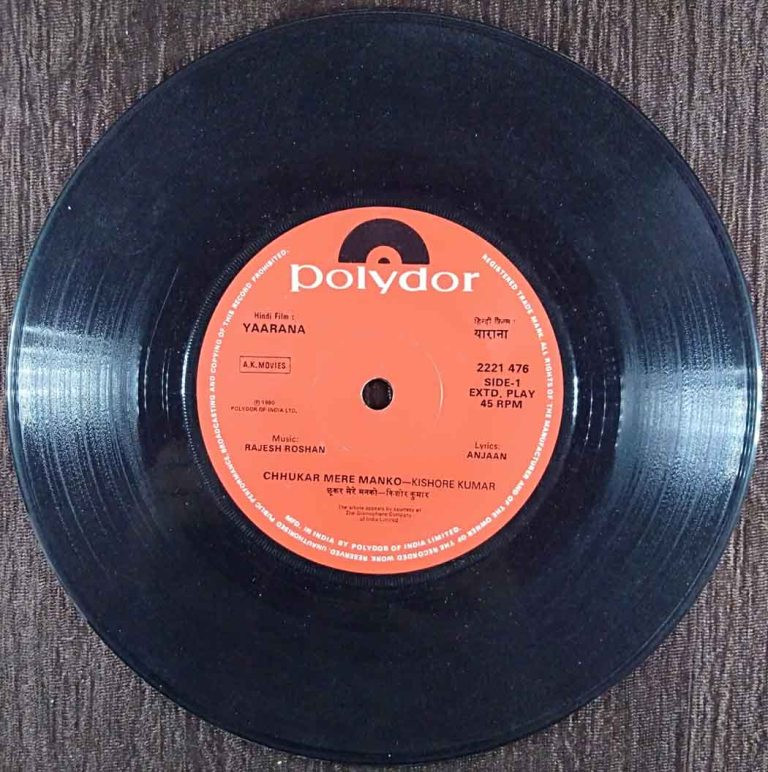 polydor
Hindi Film :
YAARANA
हिन्दी फिल्म :
याराना
A.K. MOVIES
2221 476
SIDE-1
EXTD. PLAY
45 RPM
℗ 1980
POLYDOR OF INDIA LTD.
Music:
RAJESH ROSHAN
Lyrics:
ANJAAN
CHHUKAR MERE MANKO—KISHORE KUMAR
छूकर मेरे मनको—किशोर कुमार
The artiste appears by courtesy of
The Gramophone Company
of India Limited
REGISTERED TRADE MARK. ALL RIGHTS OF THE MANUFACTURER AND OF THE OWNER OF THE RECORDED WORK RESERVED. UNAUTHORISED PUBLIC PERFORMANCE, BROADCASTING AND COPYING OF THIS RECORD PROHIBITED.
MFD. IN INDIA BY POLYDOR OF INDIA LIMITED.